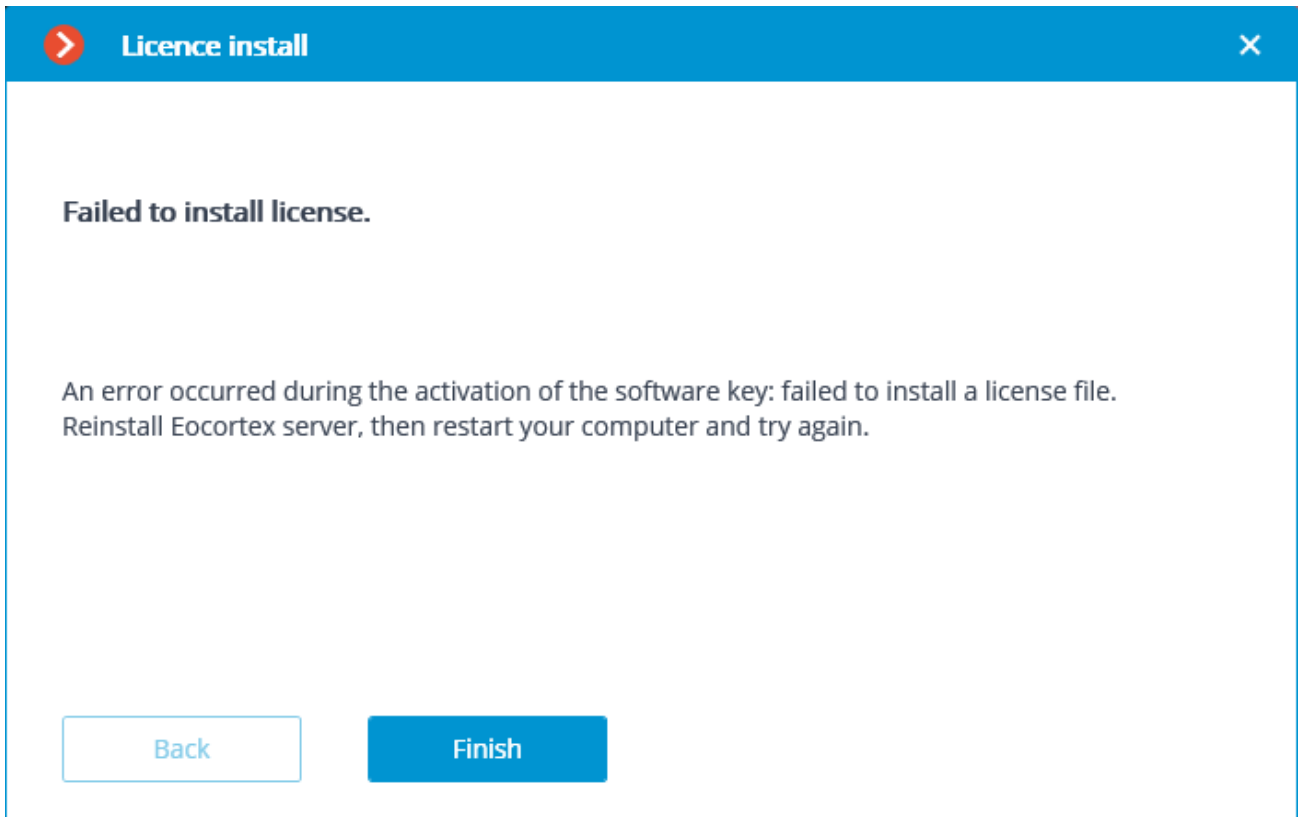 Licence install
Failed to install license.
An error occurred during the activation of the software key: failed to install a license file.
Reinstall Eocortex server, then restart your computer and try again.
Back
Finish